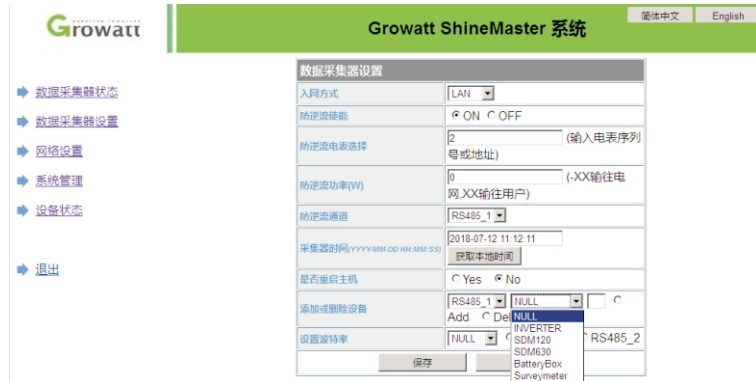 Growatt
Growatt ShineMaster 系统
简体中文 English
数据采集器状态
数据采集器设置
网络设置
系统管理
设备状态
退出
数据采集器设置
入网方式 LAN
防逆流使能 ON OFF
防逆流电表选择 2 (输入电表序列
号或地址)
防逆流功率(W) 0 (-XX输往电
网,XX输往用户)
防逆流通道 RS485_1
采集器时间(YYYY-MM-DD HH:MM:SS) 2018-07-12 11:12:11
获取本地时间
是否重启主机 Yes No
添加或删除设备 RS485_1 NULL
Add Del
NULL
INVERTER
SDM120
SDM630
BatteryBox
Surveymeter
设置波特率 NULL RS485_2
保存